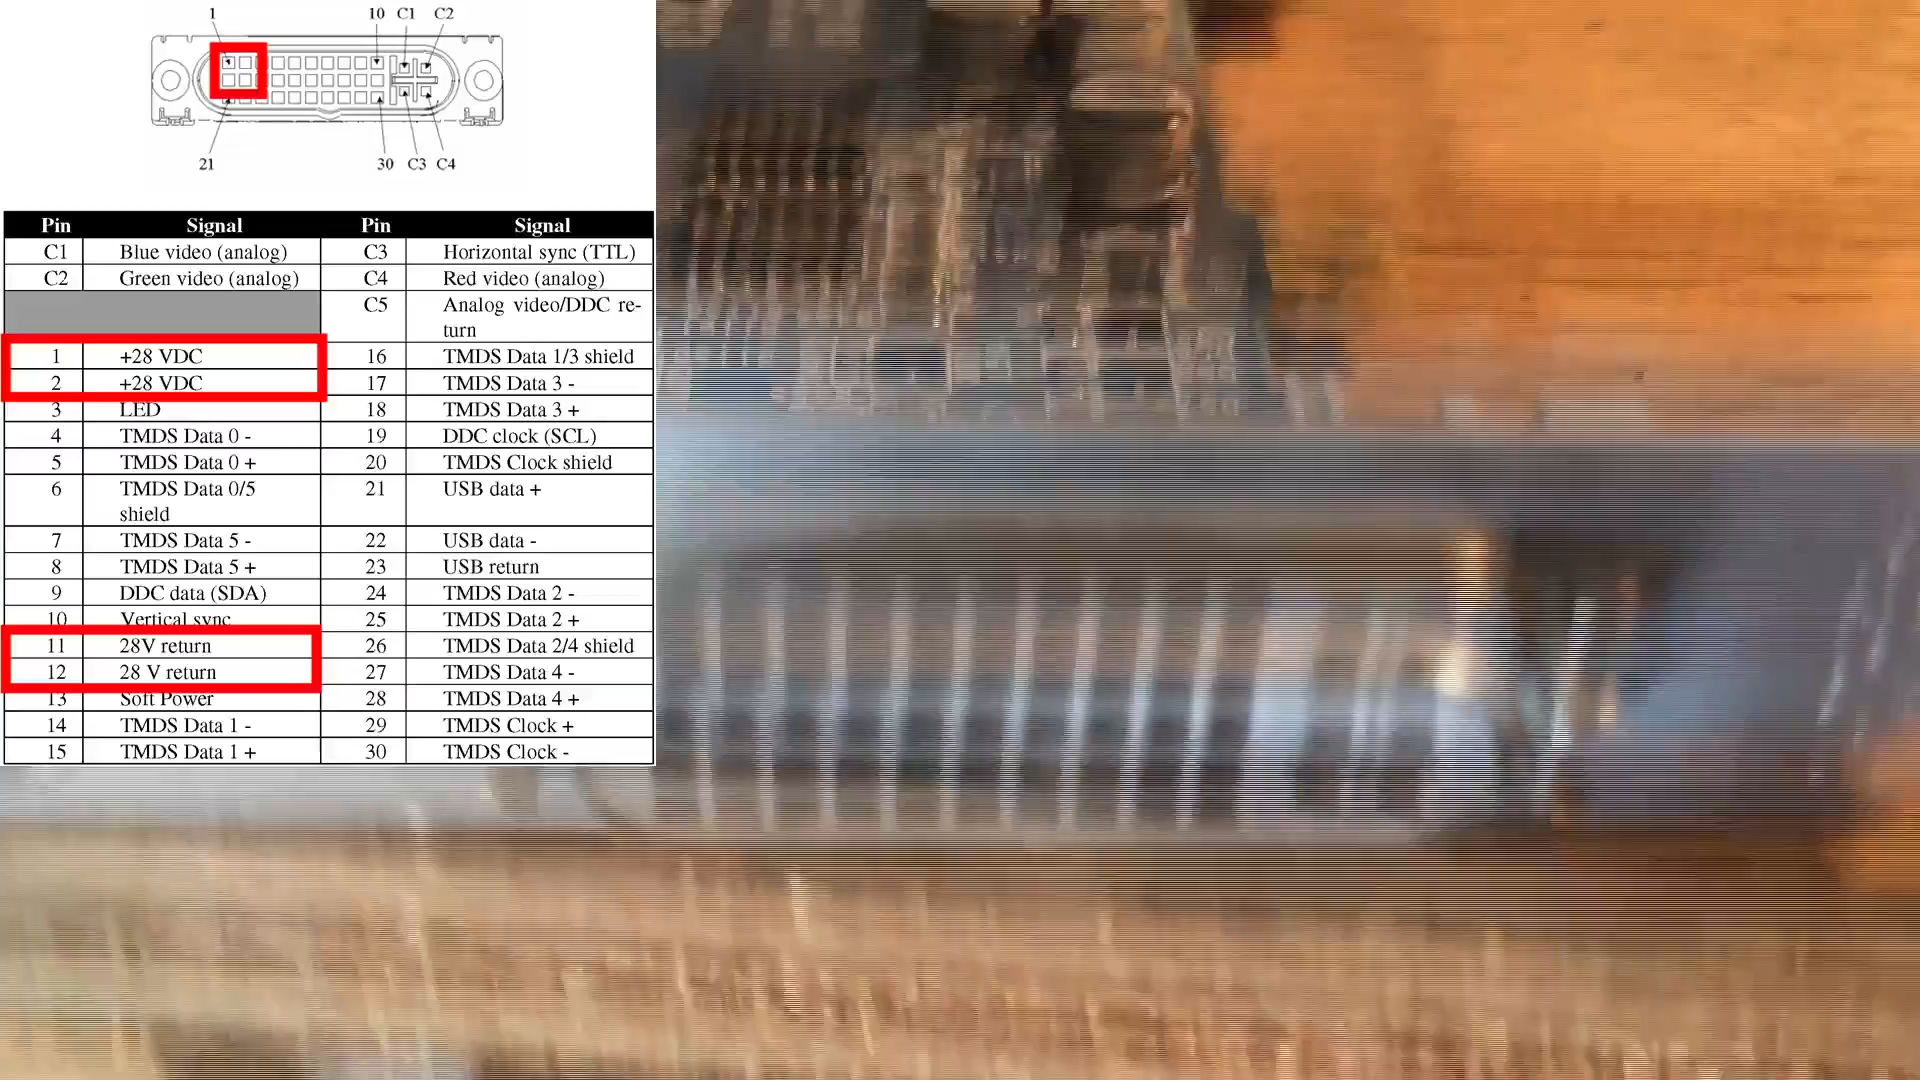 1 10 C1 C2
21 30 C3 C4
Pin Signal Pin Signal
C1 Blue video (analog) C3 Horizontal sync (TTL)
C2 Green video (analog) C4 Red video (analog)
C5 Analog video/DDC re-
turn
1 +28 VDC 16 TMDS Data 1/3 shield
2 +28 VDC 17 TMDS Data 3 -
3 LED 18 TMDS Data 3 +
4 TMDS Data 0 - 19 DDC clock (SCL)
5 TMDS Data 0 + 20 TMDS Clock shield
6 TMDS Data 0/5 21 USB data +
shield
7 TMDS Data 5 - 22 USB data -
8 TMDS Data 5 + 23 USB return
9 DDC data (SDA) 24 TMDS Data 2 -
10 Vertical sync 25 TMDS Data 2 +
11 28V return 26 TMDS Data 2/4 shield
12 28 V return 27 TMDS Data 4 -
13 Soft Power 28 TMDS Data 4 +
14 TMDS Data 1 - 29 TMDS Clock +
15 TMDS Data 1 + 30 TMDS Clock -